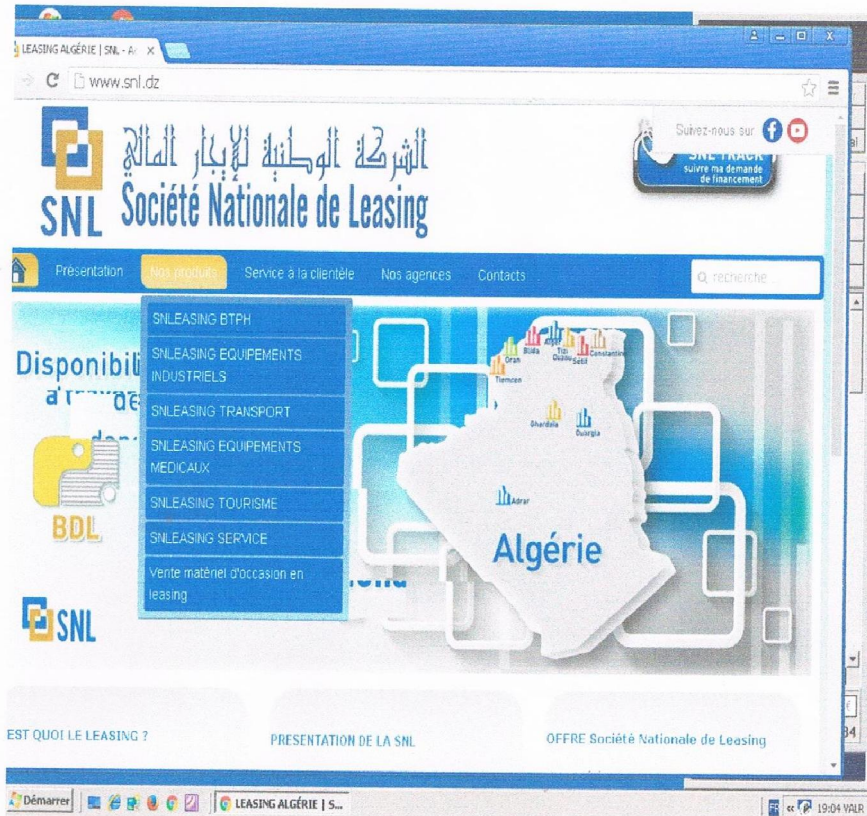 LEASING ALGÉRIE | SNL - A
www.snl.dz
Suivez-nous sur
الشركة الوطنية للإيجار المالي
SNL Société Nationale de Leasing
SNL TRACK
suivre ma demande
de financement
Présentation Nos produits Service à la clientèle Nos agences Contacts recherche...
SNLEASING BTPH
SNLEASING EQUIPEMENTS
INDUSTRIELS
SNLEASING TRANSPORT
SNLEASING EQUIPEMENTS
MEDICAUX
SNLEASING TOURISME
SNLEASING SERVICE
Vente matériel d'occasion en
leasing
Disponibil
BDL
SNL
Alger
Blida
Tizi
Ouzou
Constantine
Oran
Sétif
Tlemcen
Ghardaia
Ouargla
Adrar
Algérie
EST QUOI LE LEASING ?
PRESENTATION DE LA SNL
OFFRE Société Nationale de Leasing
Démarrer
LEASING ALGÉRIE | S...
FR
19:04